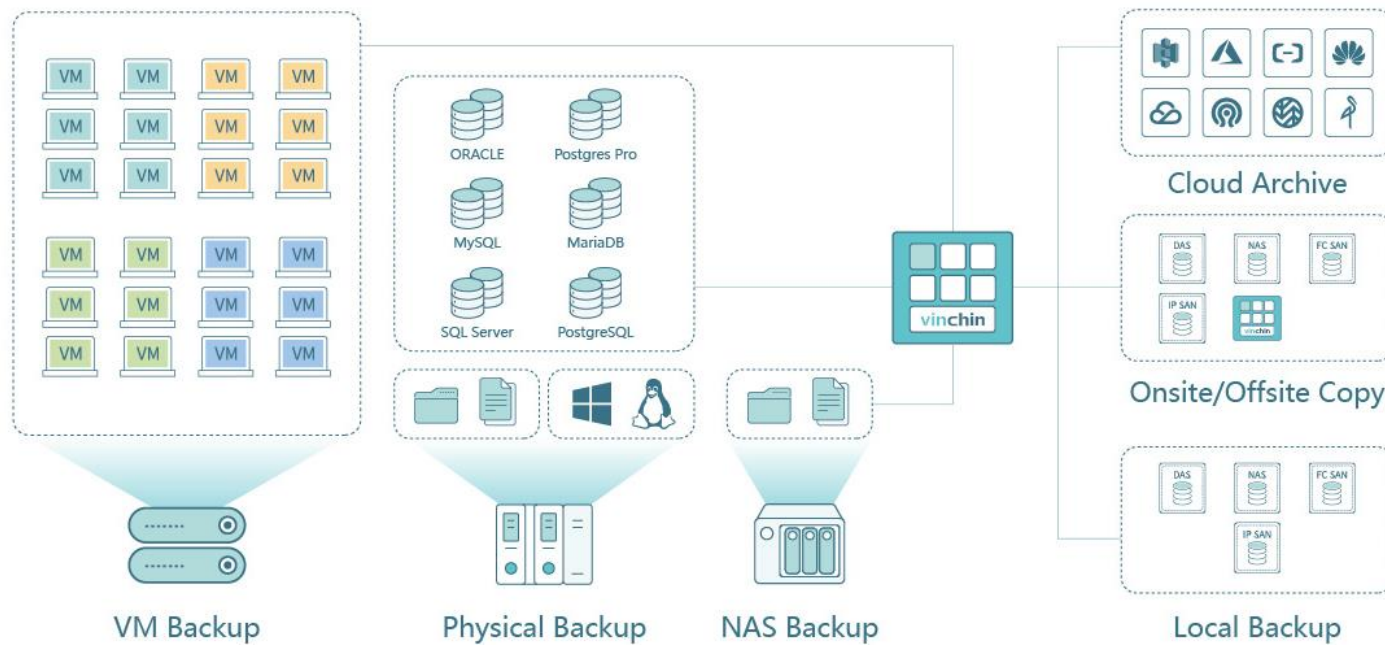 VM VM VM VM
VM VM VM VM
VM VM VM VM
VM VM VM VM
VM VM VM VM
VM VM VM VM
VM Backup
ORACLE Postgres Pro
MySQL MariaDB
SQL Server PostgreSQL
Physical Backup
NAS Backup
vinchin
Cloud Archive
DAS NAS FC SAN
IP SAN vinchin
Onsite/Offsite Copy
DAS NAS FC SAN
IP SAN
Local Backup